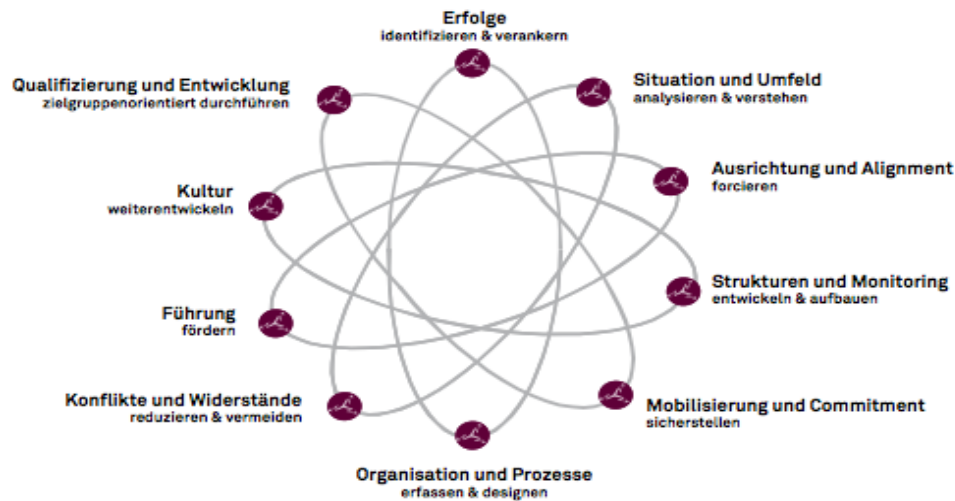 Erfolge
identifizieren & verankern
Situation und Umfeld
analysieren & verstehen
Ausrichtung und Alignment
forcieren
Strukturen und Monitoring
entwickeln & aufbauen
Mobilisierung und Commitment
sicherstellen
Organisation und Prozesse
erfassen & designen
Konflikte und Widerstände
reduzieren & vermeiden
Führung
fördern
Kultur
weiterentwickeln
Qualifizierung und Entwicklung
zielgruppenorientiert durchführen